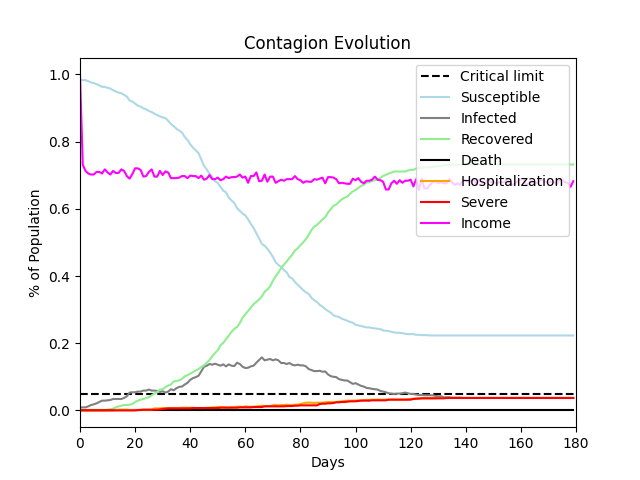 Contagion Evolution
% of Population
1.0
0.8
0.6
0.4
0.2
0.0
Critical limit
Susceptible
Infected
Recovered
Death
Hospitalization
Severe
Income
0 20 40 60 80 100 120 140 160 180
Days